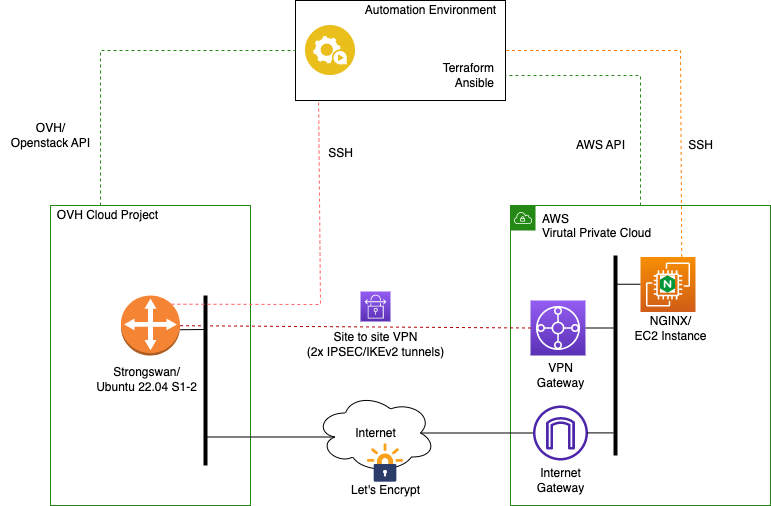 Automation Environment
Terraform
Ansible
OVH/
Openstack API
SSH
AWS API
SSH
OVH Cloud Project
AWS
Virutal Private Cloud
N
NGINX/
EC2 Instance
Site to site VPN
(2x IPSEC/IKEv2 tunnels)
Strongswan/
Ubuntu 22.04 S1-2
VPN
Gateway
Internet
Let's Encrypt
Internet
Gateway